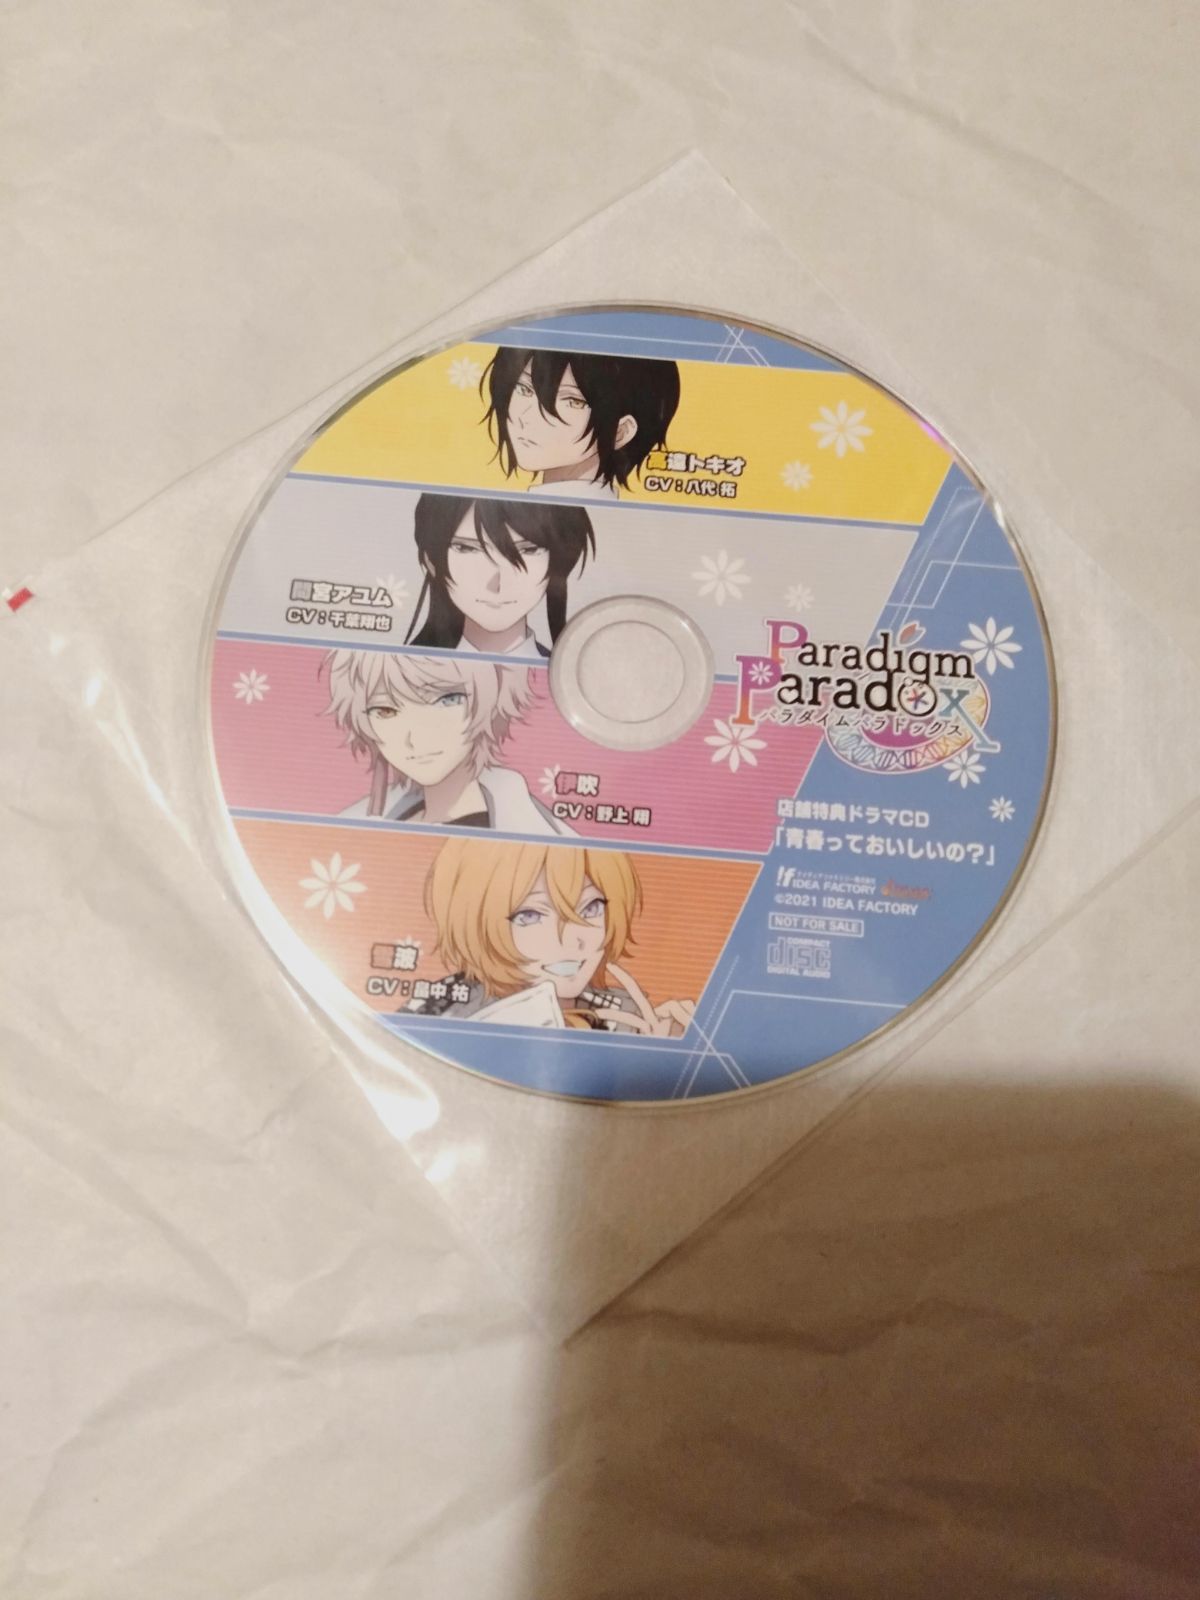 高遠トキオ
CV：八代 拓
間宮アユム
CV：千葉翔也
伊吹
CV：野上 翔
雪波
CV：畠中 祐
Paradigm
Paradox
パラダイムパラドックス
店舗特典ドラマCD
「青春っておいしいの？」
IDEA FACTORY
©2021 IDEA FACTORY
NOT FOR SALE
COMPACT
disc
DIGITAL AUDIO